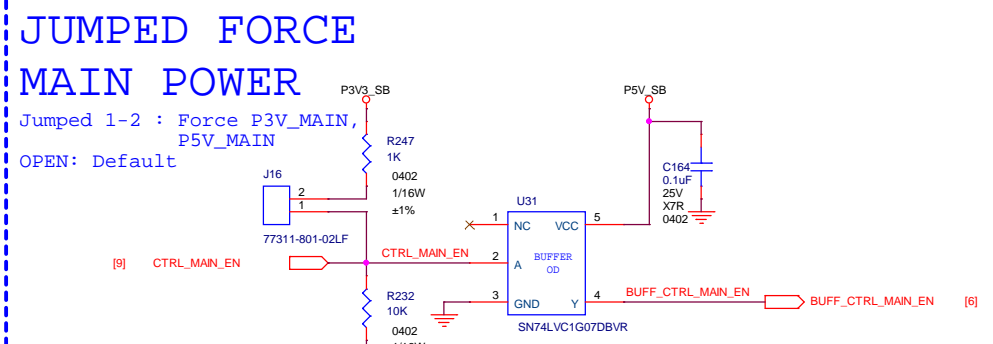 JUMPED FORCE
MAIN POWER
Jumped 1-2 : Force P3V_MAIN,
P5V_MAIN
OPEN: Default
P3V3_SB
R247
1K
0402
1/16W
±1%
J16
2
1
77311-801-02LF
[9] CTRL_MAIN_EN
CTRL_MAIN_EN
R232
10K
0402
P5V_SB
C164
0.1uF
25V
X7R
0402
U31
1 NC VCC 5
2 A BUFFER
OD
3 GND Y 4
SN74LVC1G07DBVR
BUFF_CTRL_MAIN_EN
BUFF_CTRL_MAIN_EN [6]